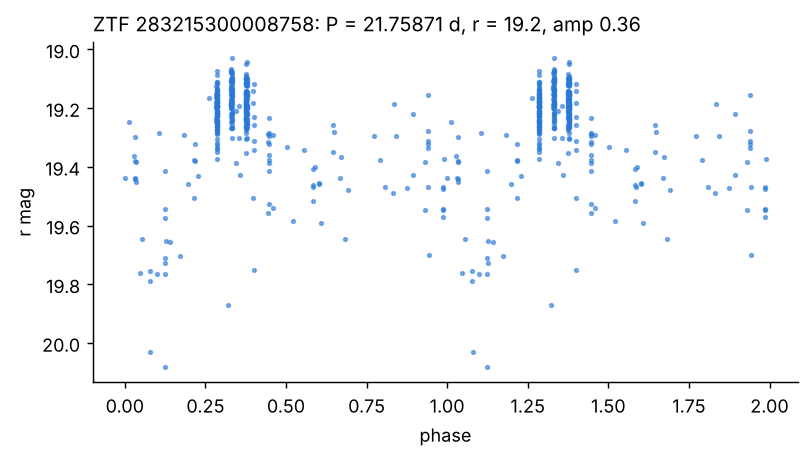 ZTF 283215300008758: P = 21.75871 d, r = 19.2, amp 0.36
19.0
19.2
19.4
19.6
19.8
20.0
r mag
0.00 0.25 0.50 0.75 1.00 1.25 1.50 1.75 2.00
phase